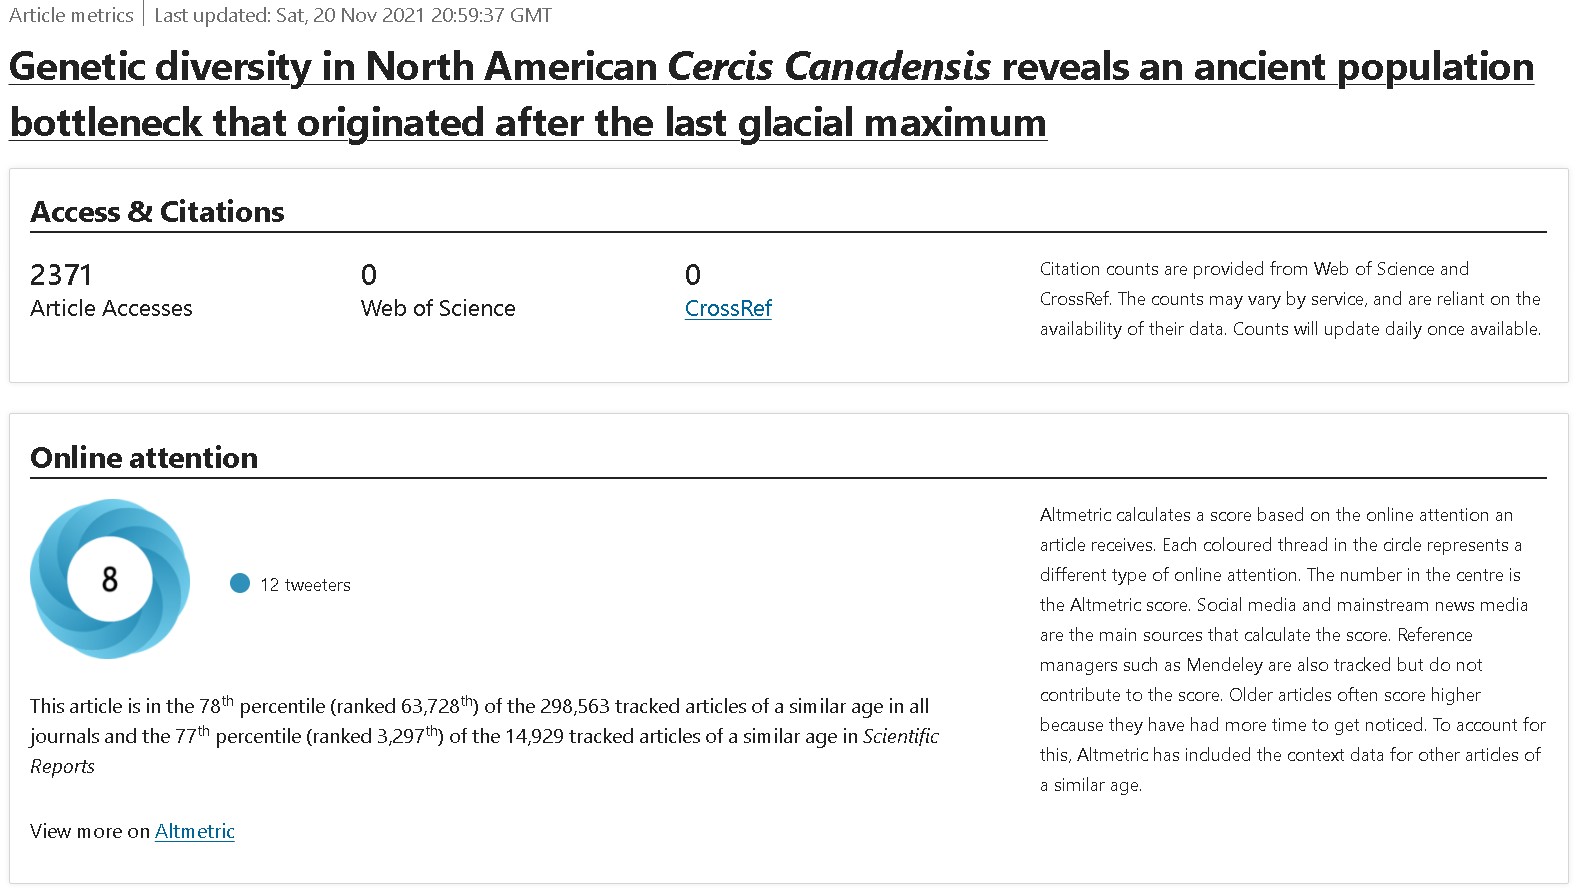 Article metrics | Last updated: Sat, 20 Nov 2021 20:59:37 GMT
Genetic diversity in North American Cercis Canadensis reveals an ancient population
bottleneck that originated after the last glacial maximum
Access & Citations
2371
Article Accesses
0
Web of Science
0
CrossRef
Citation counts are provided from Web of Science and
CrossRef. The counts may vary by service, and are reliant on the
availability of their data. Counts will update daily once available.
Online attention
8
12 tweeters
This article is in the 78th percentile (ranked 63,728th) of the 298,563 tracked articles of a similar age in all
journals and the 77th percentile (ranked 3,297th) of the 14,929 tracked articles of a similar age in Scientific
Reports
View more on Altmetric
Altmetric calculates a score based on the online attention an
article receives. Each coloured thread in the circle represents a
different type of online attention. The number in the centre is
the Altmetric score. Social media and mainstream news media
are the main sources that calculate the score. Reference
managers such as Mendeley are also tracked but do not
contribute to the score. Older articles often score higher
because they have had more time to get noticed. To account for
this, Altmetric has included the context data for other articles of
a similar age.